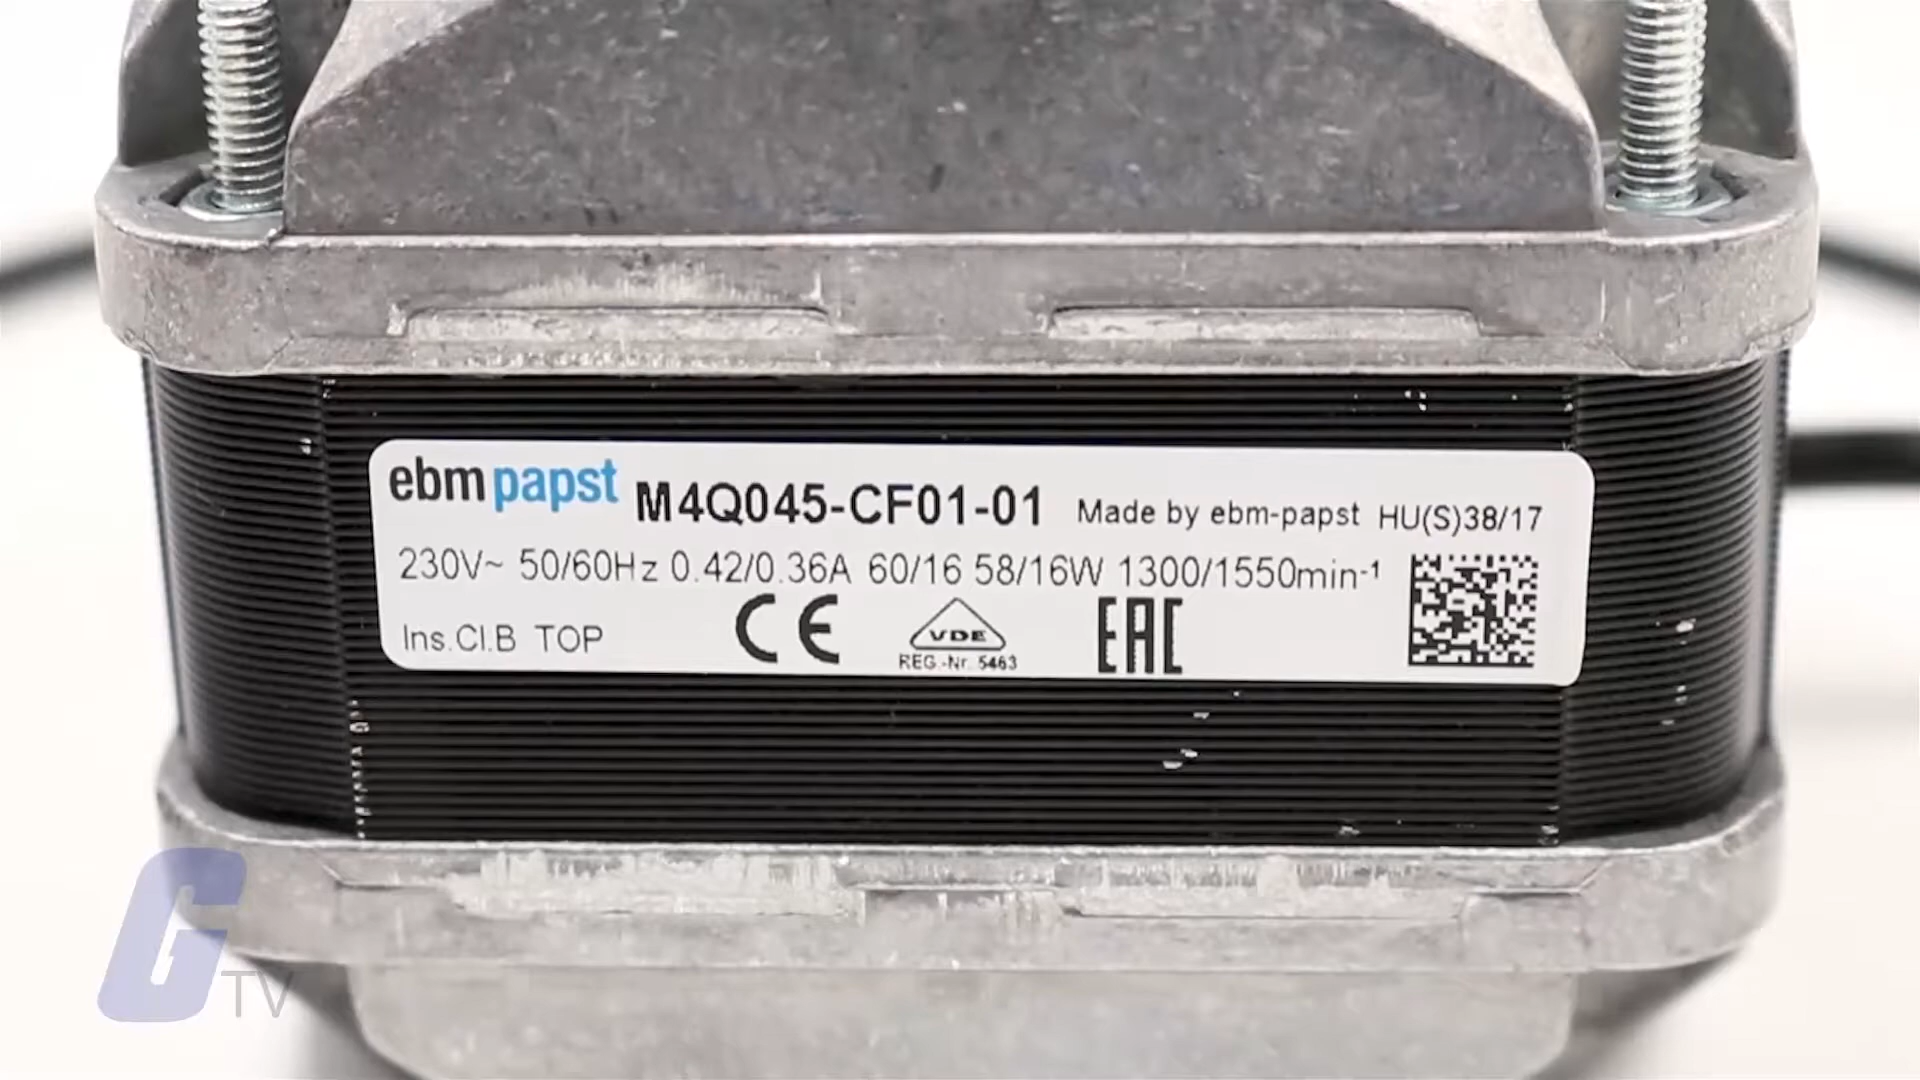 ebmpapst M4Q045-CF01-01 Made by ebm-papst HU(S)38/17
230V~ 50/60Hz 0.42/0.36A 60/16 58/16W 1300/1550min-¹
Ins.Cl.B TOP CE VDE EAC
REG.-Nr. 5463
G TV